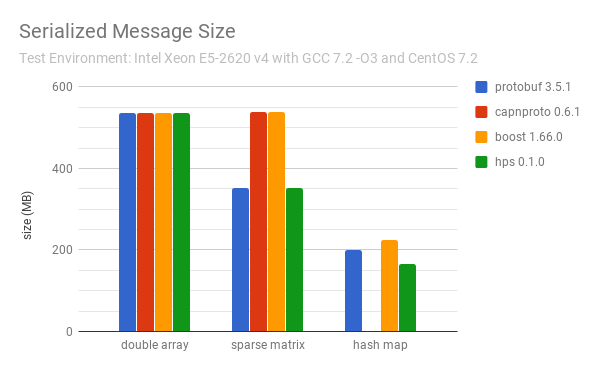 Serialized Message Size
Test Environment: Intel Xeon E5-2620 v4 with GCC 7.2 -O3 and CentOS 7.2
600
400
200
0
size (MB)
double array
sparse matrix
hash map
protobuf 3.5.1
capnproto 0.6.1
boost 1.66.0
hps 0.1.0